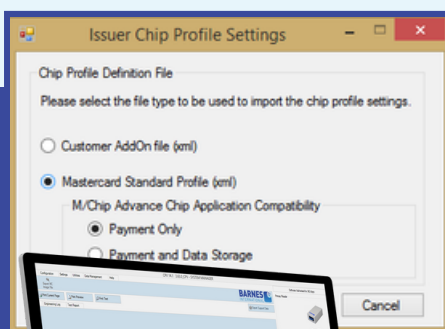 Issuer Chip Profile Settings
Chip Profile Definition File
Please select the file type to be used to import the chip profile settings.
Customer AddOn file (xml)
Mastercard Standard Profile (xml)
M/Chip Advance Chip Application Compatibility
Payment Only
Payment and Data Storage
BARNES
Cancel